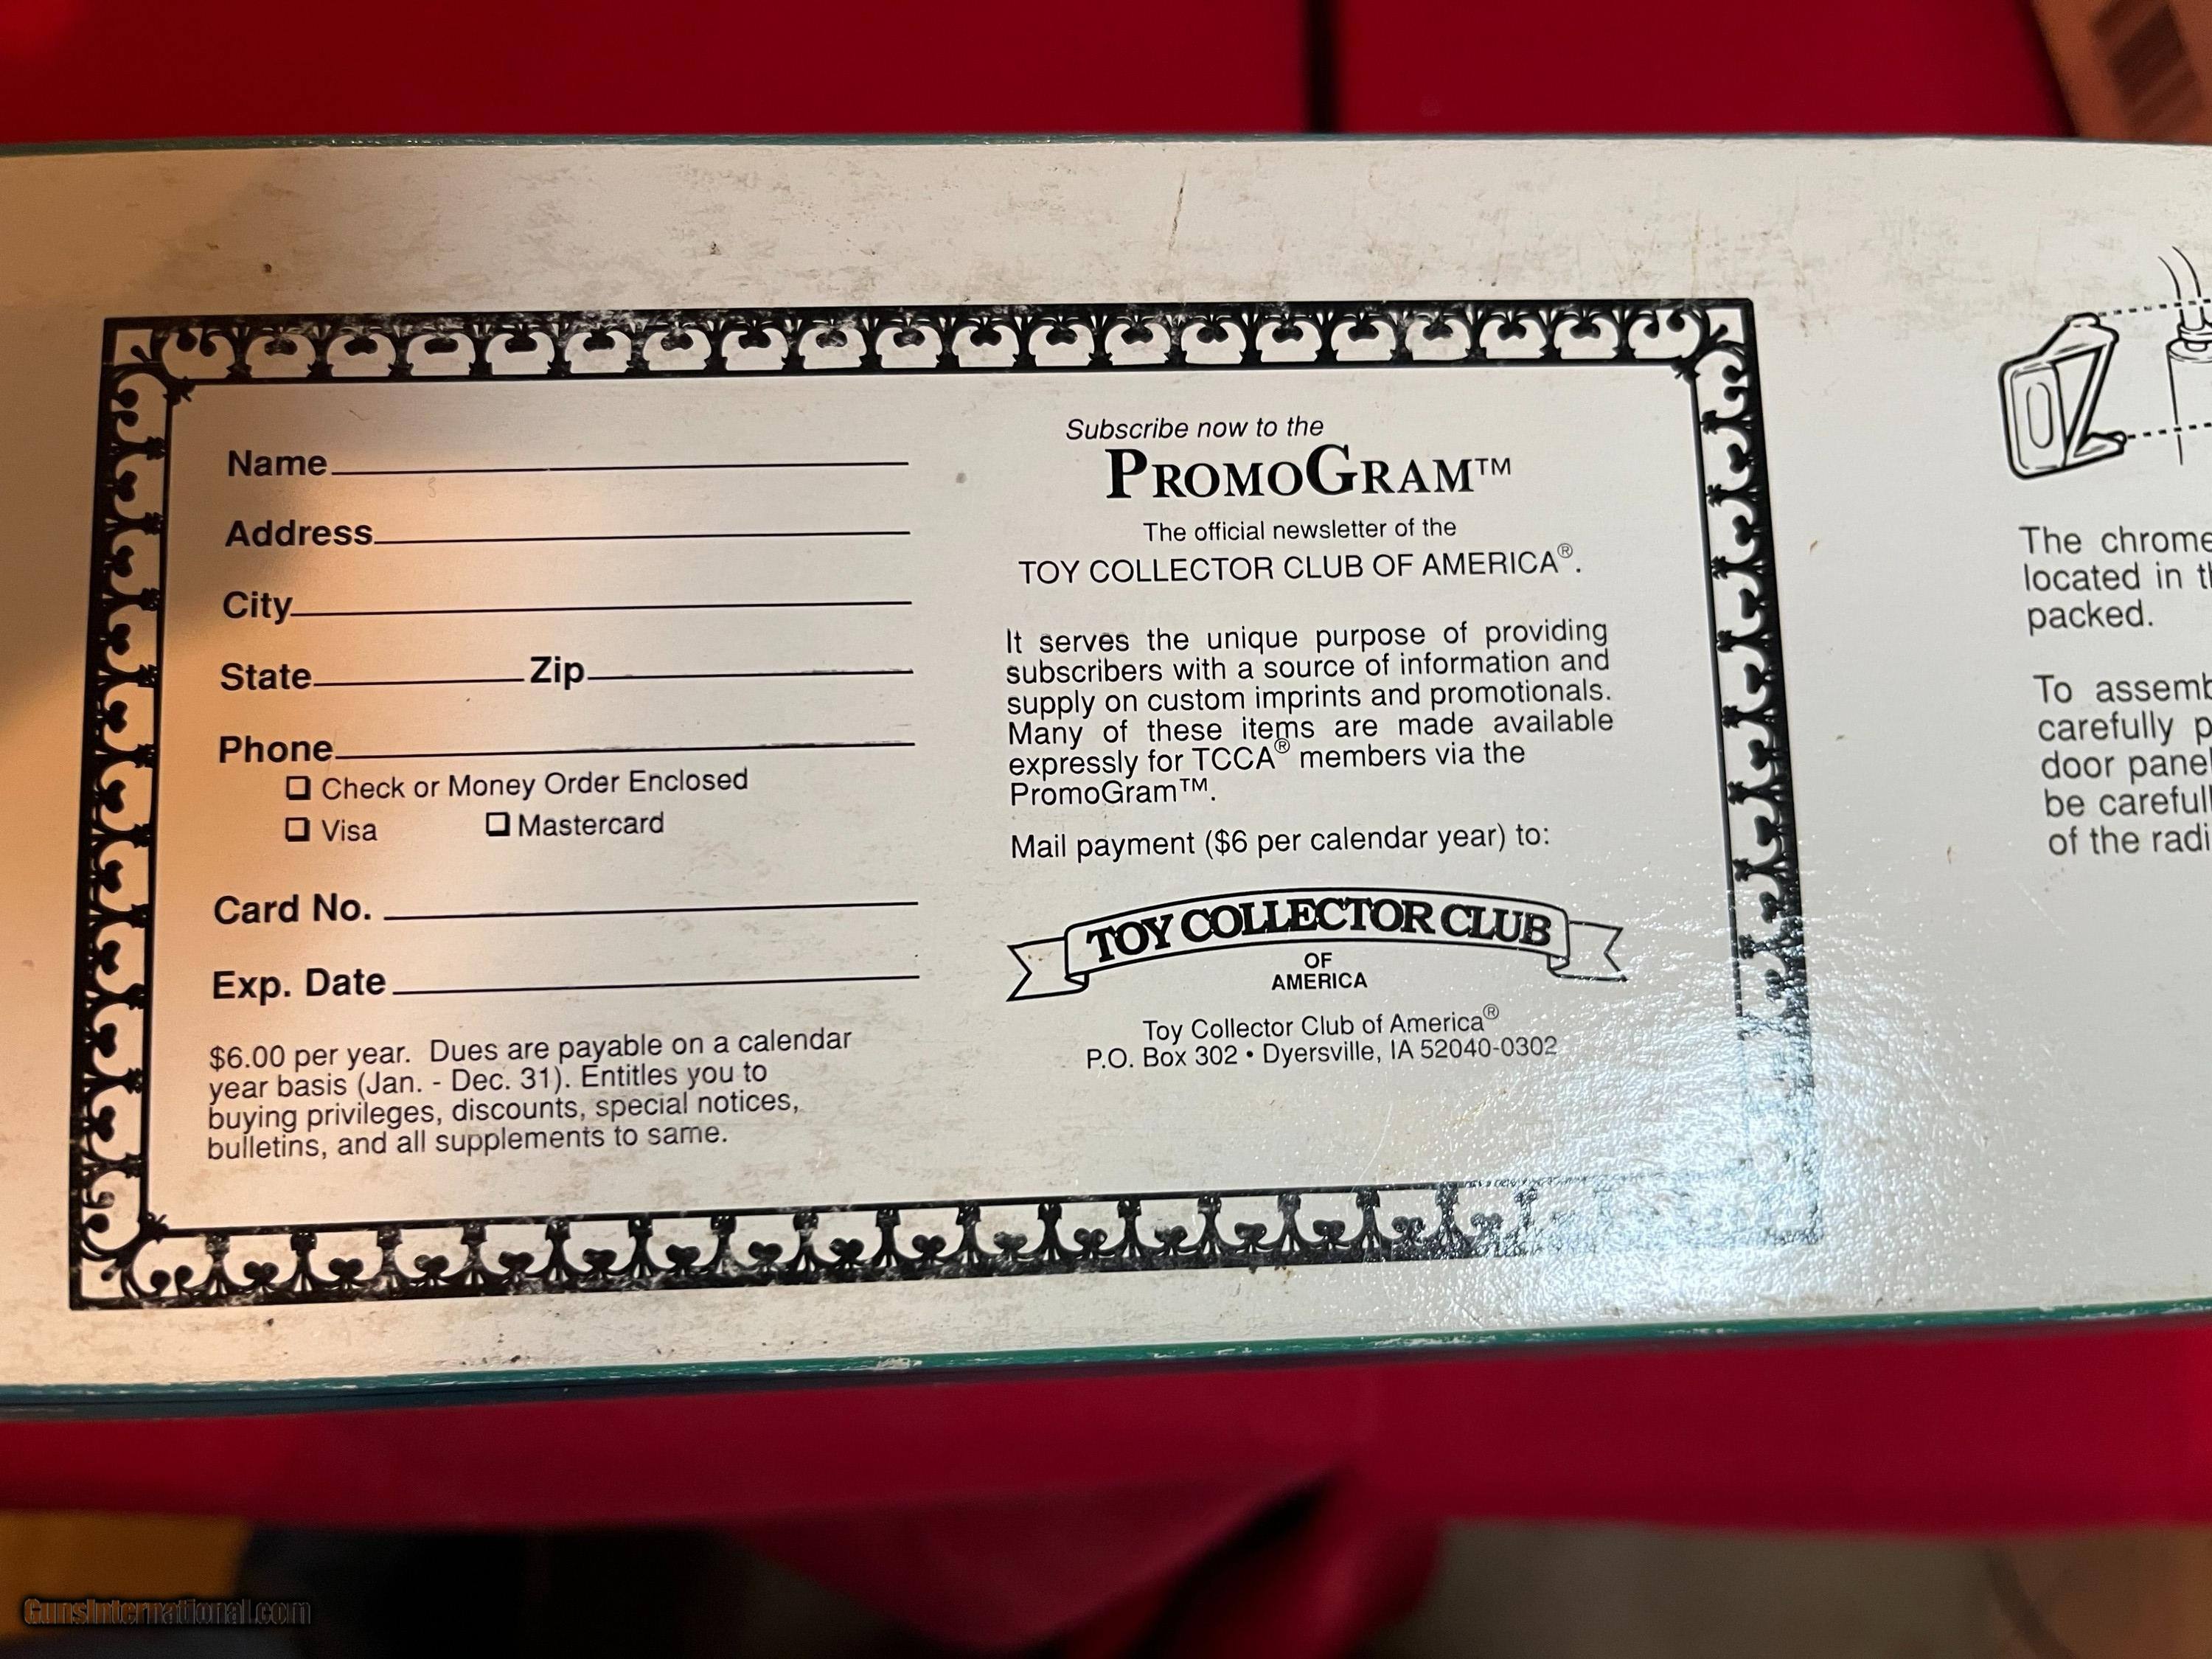 Name
Address
City
State Zip
Phone
Check or Money Order Enclosed
Visa Mastercard
Card No.
Exp. Date
$6.00 per year. Dues are payable on a calendar
year basis (Jan. - Dec. 31). Entitles you to
buying privileges, discounts, special notices,
bulletins, and all supplements to same.
Subscribe now to the
PROMOGRAM™
The official newsletter of the
TOY COLLECTOR CLUB OF AMERICA®.
It serves the unique purpose of providing
subscribers with a source of information and
supply on custom imprints and promotionals.
Many of these items are made available
expressly for TCCA® members via the
PromoGram™.
Mail payment ($6 per calendar year) to:
TOY COLLECTOR CLUB
OF
AMERICA
Toy Collector Club of America®
P.O. Box 302 • Dyersville, IA 52040-0302
The chrome
located in
packed.
To
carefully
door
be
of the
GunsInternational.com